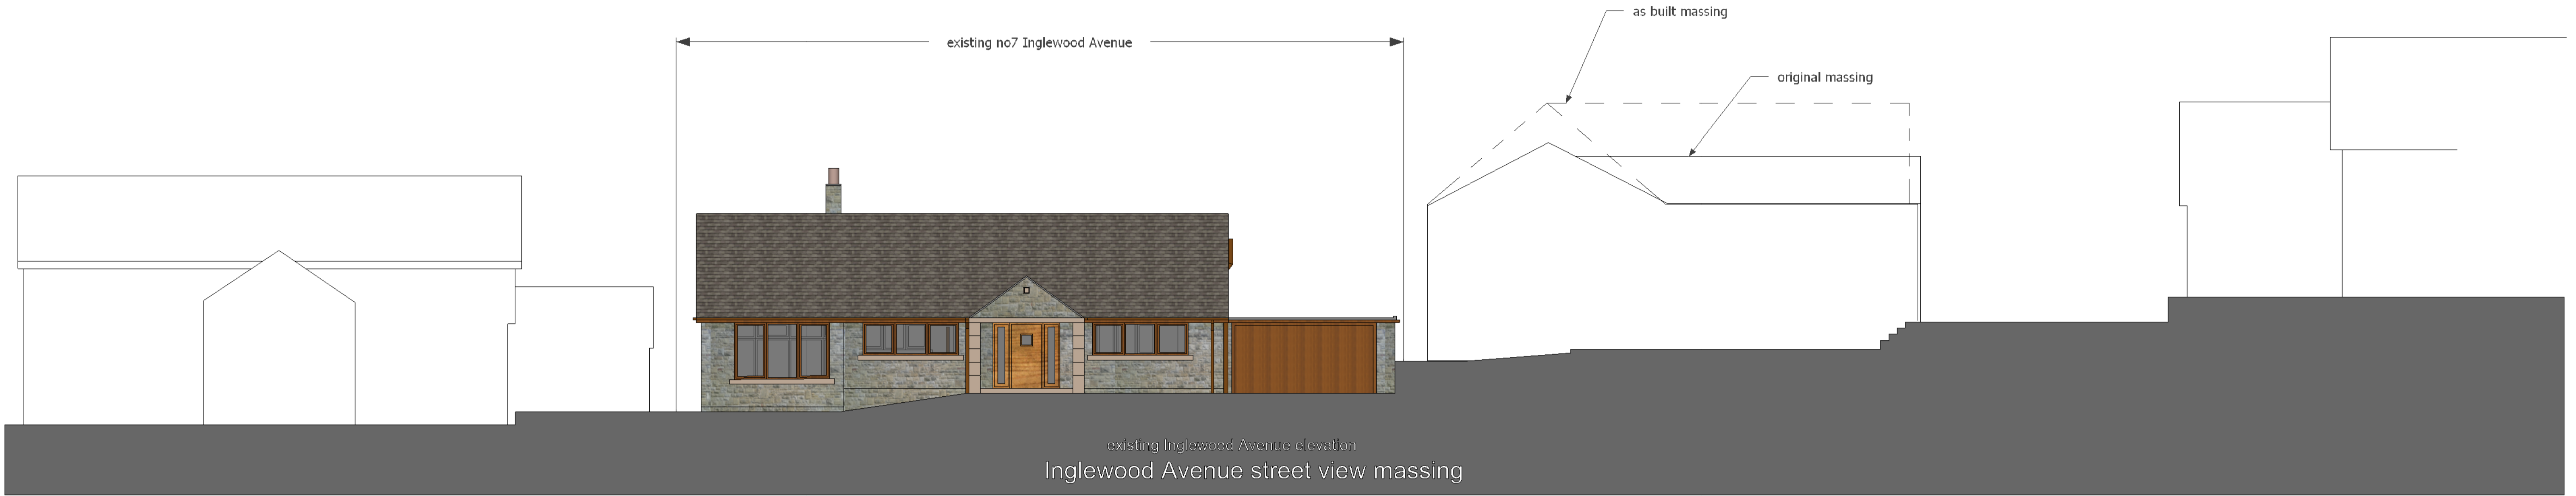 as built massing
existing no7 Inglewood Avenue
original massing
existing Inglewood Avenue elevation
Inglewood Avenue street view massing